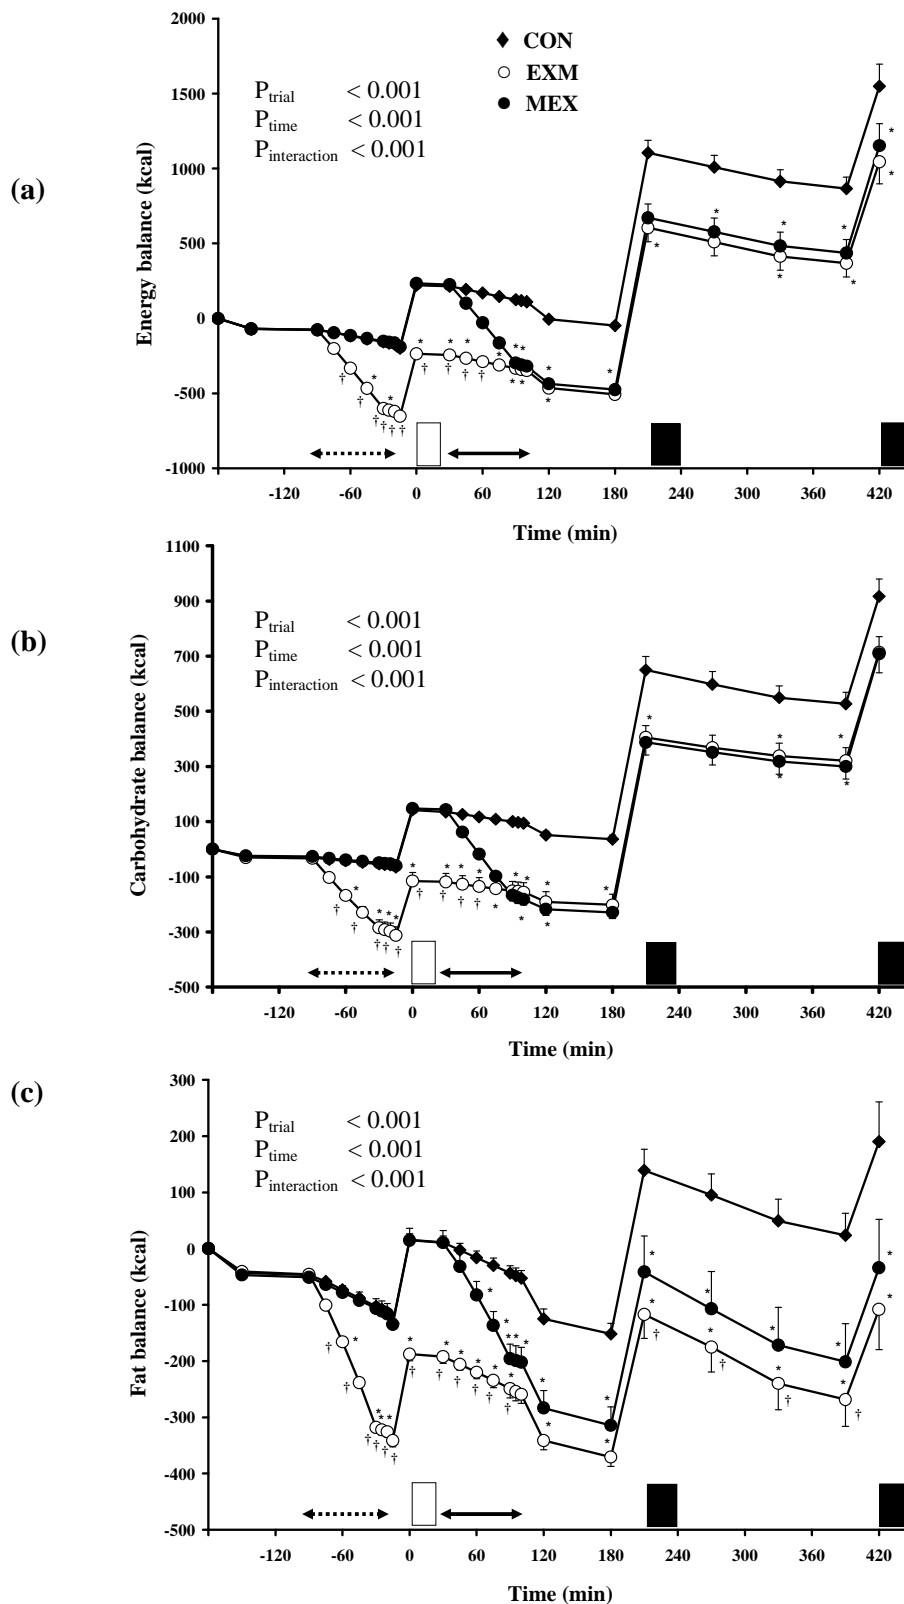 (a)
2000
1500
1000
500
0
-500
-1000
Energy balance (kcal)
CON
EXM
MEX
P_trial < 0.001
P_time < 0.001
P_interaction < 0.001
-120 -60 0 60 120 180 240 300 360 420
Time (min)
(b)
1100
900
700
500
300
100
-100
-300
-500
Carbohydrate balance (kcal)
P_trial < 0.001
P_time < 0.001
P_interaction < 0.001
-120 -60 0 60 120 180 240 300 360 420
Time (min)
(c)
300
200
100
0
-100
-200
-300
-400
-500
Fat balance (kcal)
P_trial < 0.001
P_time < 0.001
P_interaction < 0.001
-120 -60 0 60 120 180 240 300 360 420
Time (min)